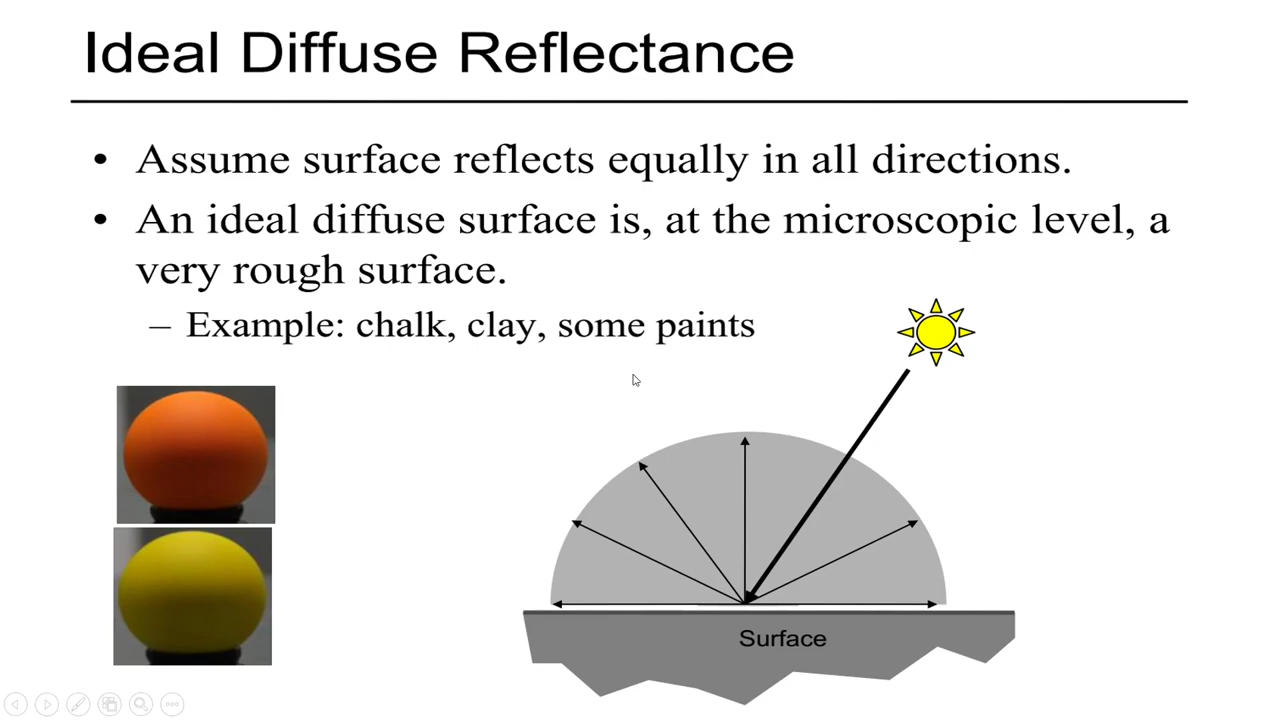 Ideal Diffuse Reflectance
• Assume surface reflects equally in all directions.
• An ideal diffuse surface is, at the microscopic level, a
very rough surface.
– Example: chalk, clay, some paints
Surface